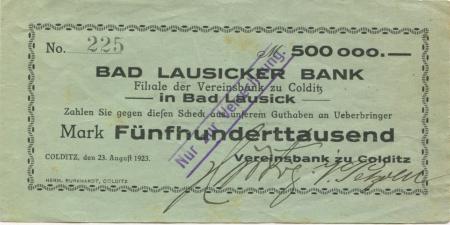 No. 225 M. 500 000.—
BAD LAUSICKER BANK
Filiale der Vereinsbank zu Colditz
in Bad Lausick
Zahlen Sie gegen diesen Scheck aus unserem Guthaben an Ueberbringer
Mark Fünfhunderttausend
Nur zur Verrechnung.
COLDITZ, den 23. August 1923.
Vereinsbank zu Colditz
HERM. BURKHARDT, COLDITZ